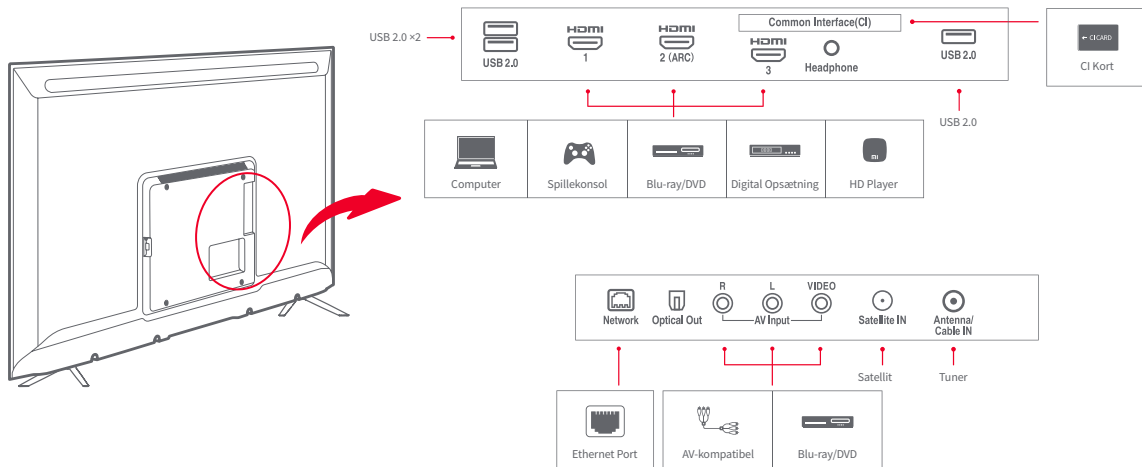 USB 2.0 ×2
USB 2.0
HDMI
1
HDMI
2 (ARC)
Common Interface(CI)
HDMI
3
Headphone
USB 2.0
← CI CARD
CI Kort
USB 2.0
Computer
Spillekonsol
Blu-ray/DVD
Digital Opsætning
mi
HD Player
Network
Optical Out
R
L
VIDEO
AV Input
Satellite IN
Antenna/
Cable IN
Satellit
Tuner
Ethernet Port
AV-kompatibel
Blu-ray/DVD